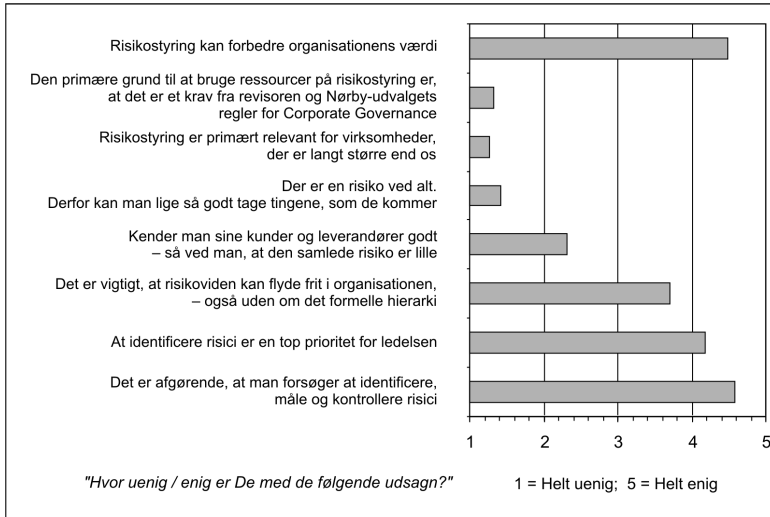 Risikostyring kan forbedre organisationens værdi
Den primære grund til at bruge ressourcer på risikostyring er,
at det er et krav fra revisoren og Nørby-udvalgets
regler for Corporate Governance
Risikostyring er primært relevant for virksomheder,
der er langt større end os
Der er en risiko ved alt.
Derfor kan man lige så godt tage tingene, som de kommer
Kender man sine kunder og leverandører godt
– så ved man, at den samlede risiko er lille
Det er vigtigt, at risikoviden kan flyde frit i organisationen,
– også uden om det formelle hierarki
At identificere risici er en top prioritet for ledelsen
Det er afgørende, at man forsøger at identificere,
måle og kontrollere risici
1 2 3 4 5
"Hvor uenig / enig er De med de følgende udsagn?" 1 = Helt uenig; 5 = Helt enig